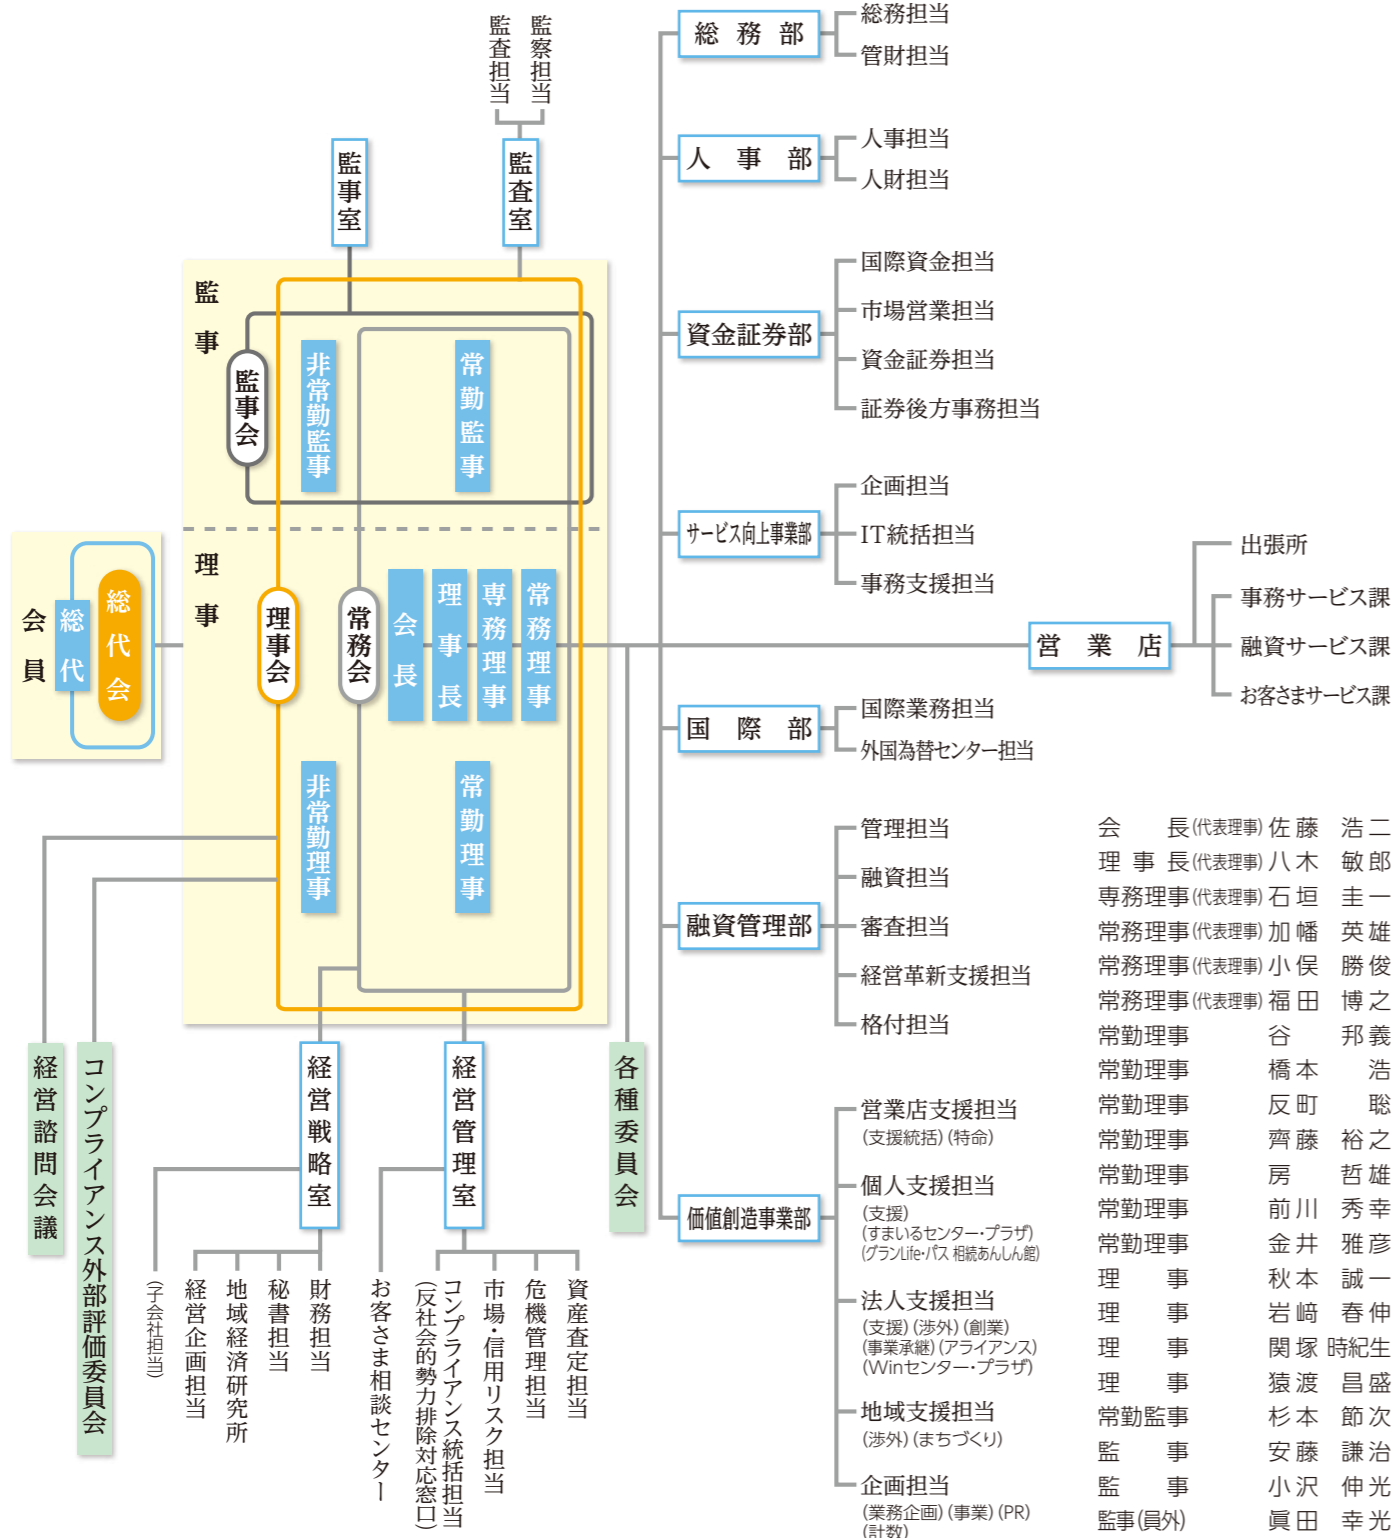 監査担当
監察担当
監事室
監査室
監事
監事会
非常勤監事
常勤監事
会員
総代
総代会
理事
理事会
常務会
会長
理事長
専務理事
常務理事
非常勤理事
常勤理事
経営諮問会議
コンプライアンス外部評価委員会
経営戦略室
(子会社担当)
経営企画担当
地域経済研究所
秘書担当
財務担当
経営管理室
お客さま相談センター
コンプライアンス統括担当
(反社会的勢力排除対応窓口)
市場・信用リスク担当
危機管理担当
資産査定担当
各種委員会
総務部
総務担当
管財担当
人事部
人事担当
人財担当
資金証券部
国際資金担当
市場営業担当
資金証券担当
証券後方事務担当
サービス向上事業部
企画担当
IT統括担当
事務支援担当
営業店
出張所
事務サービス課
融資サービス課
お客さまサービス課
国際部
国際業務担当
外国為替センター担当
融資管理部
管理担当
融資担当
審査担当
経営革新支援担当
格付担当
価値創造事業部
営業店支援担当
(支援統括)(特命)
個人支援担当
(支援)
(すまいるセンター・プラザ)
(グランLife・パス 相続あんしん館)
法人支援担当
(支援)(渉外)(創業)
(事業承継)(アライアンス)
(Winセンター・プラザ)
地域支援担当
(渉外)(まちづくり)
企画担当
(業務企画)(事業)(PR)
(計数)
会長(代表理事) 佐藤 浩二
理事長(代表理事) 八木 敏郎
専務理事(代表理事) 石垣 圭一
常務理事(代表理事) 加幡 英雄
常務理事(代表理事) 小俣 勝俊
常務理事(代表理事) 福田 博之
常勤理事 谷 邦義
常勤理事 橋本 浩
常勤理事 反町 聡
常勤理事 齊藤 裕之
常勤理事 房 哲雄
常勤理事 前川 秀幸
常勤理事 金井 雅彦
理事 秋本 誠一
理事 岩﨑 春伸
理事 関塚 時紀生
理事 猿渡 昌盛
常勤監事 杉本 節次
監事 安藤 謙治
監事 小沢 伸光
監事(員外) 眞田 幸光